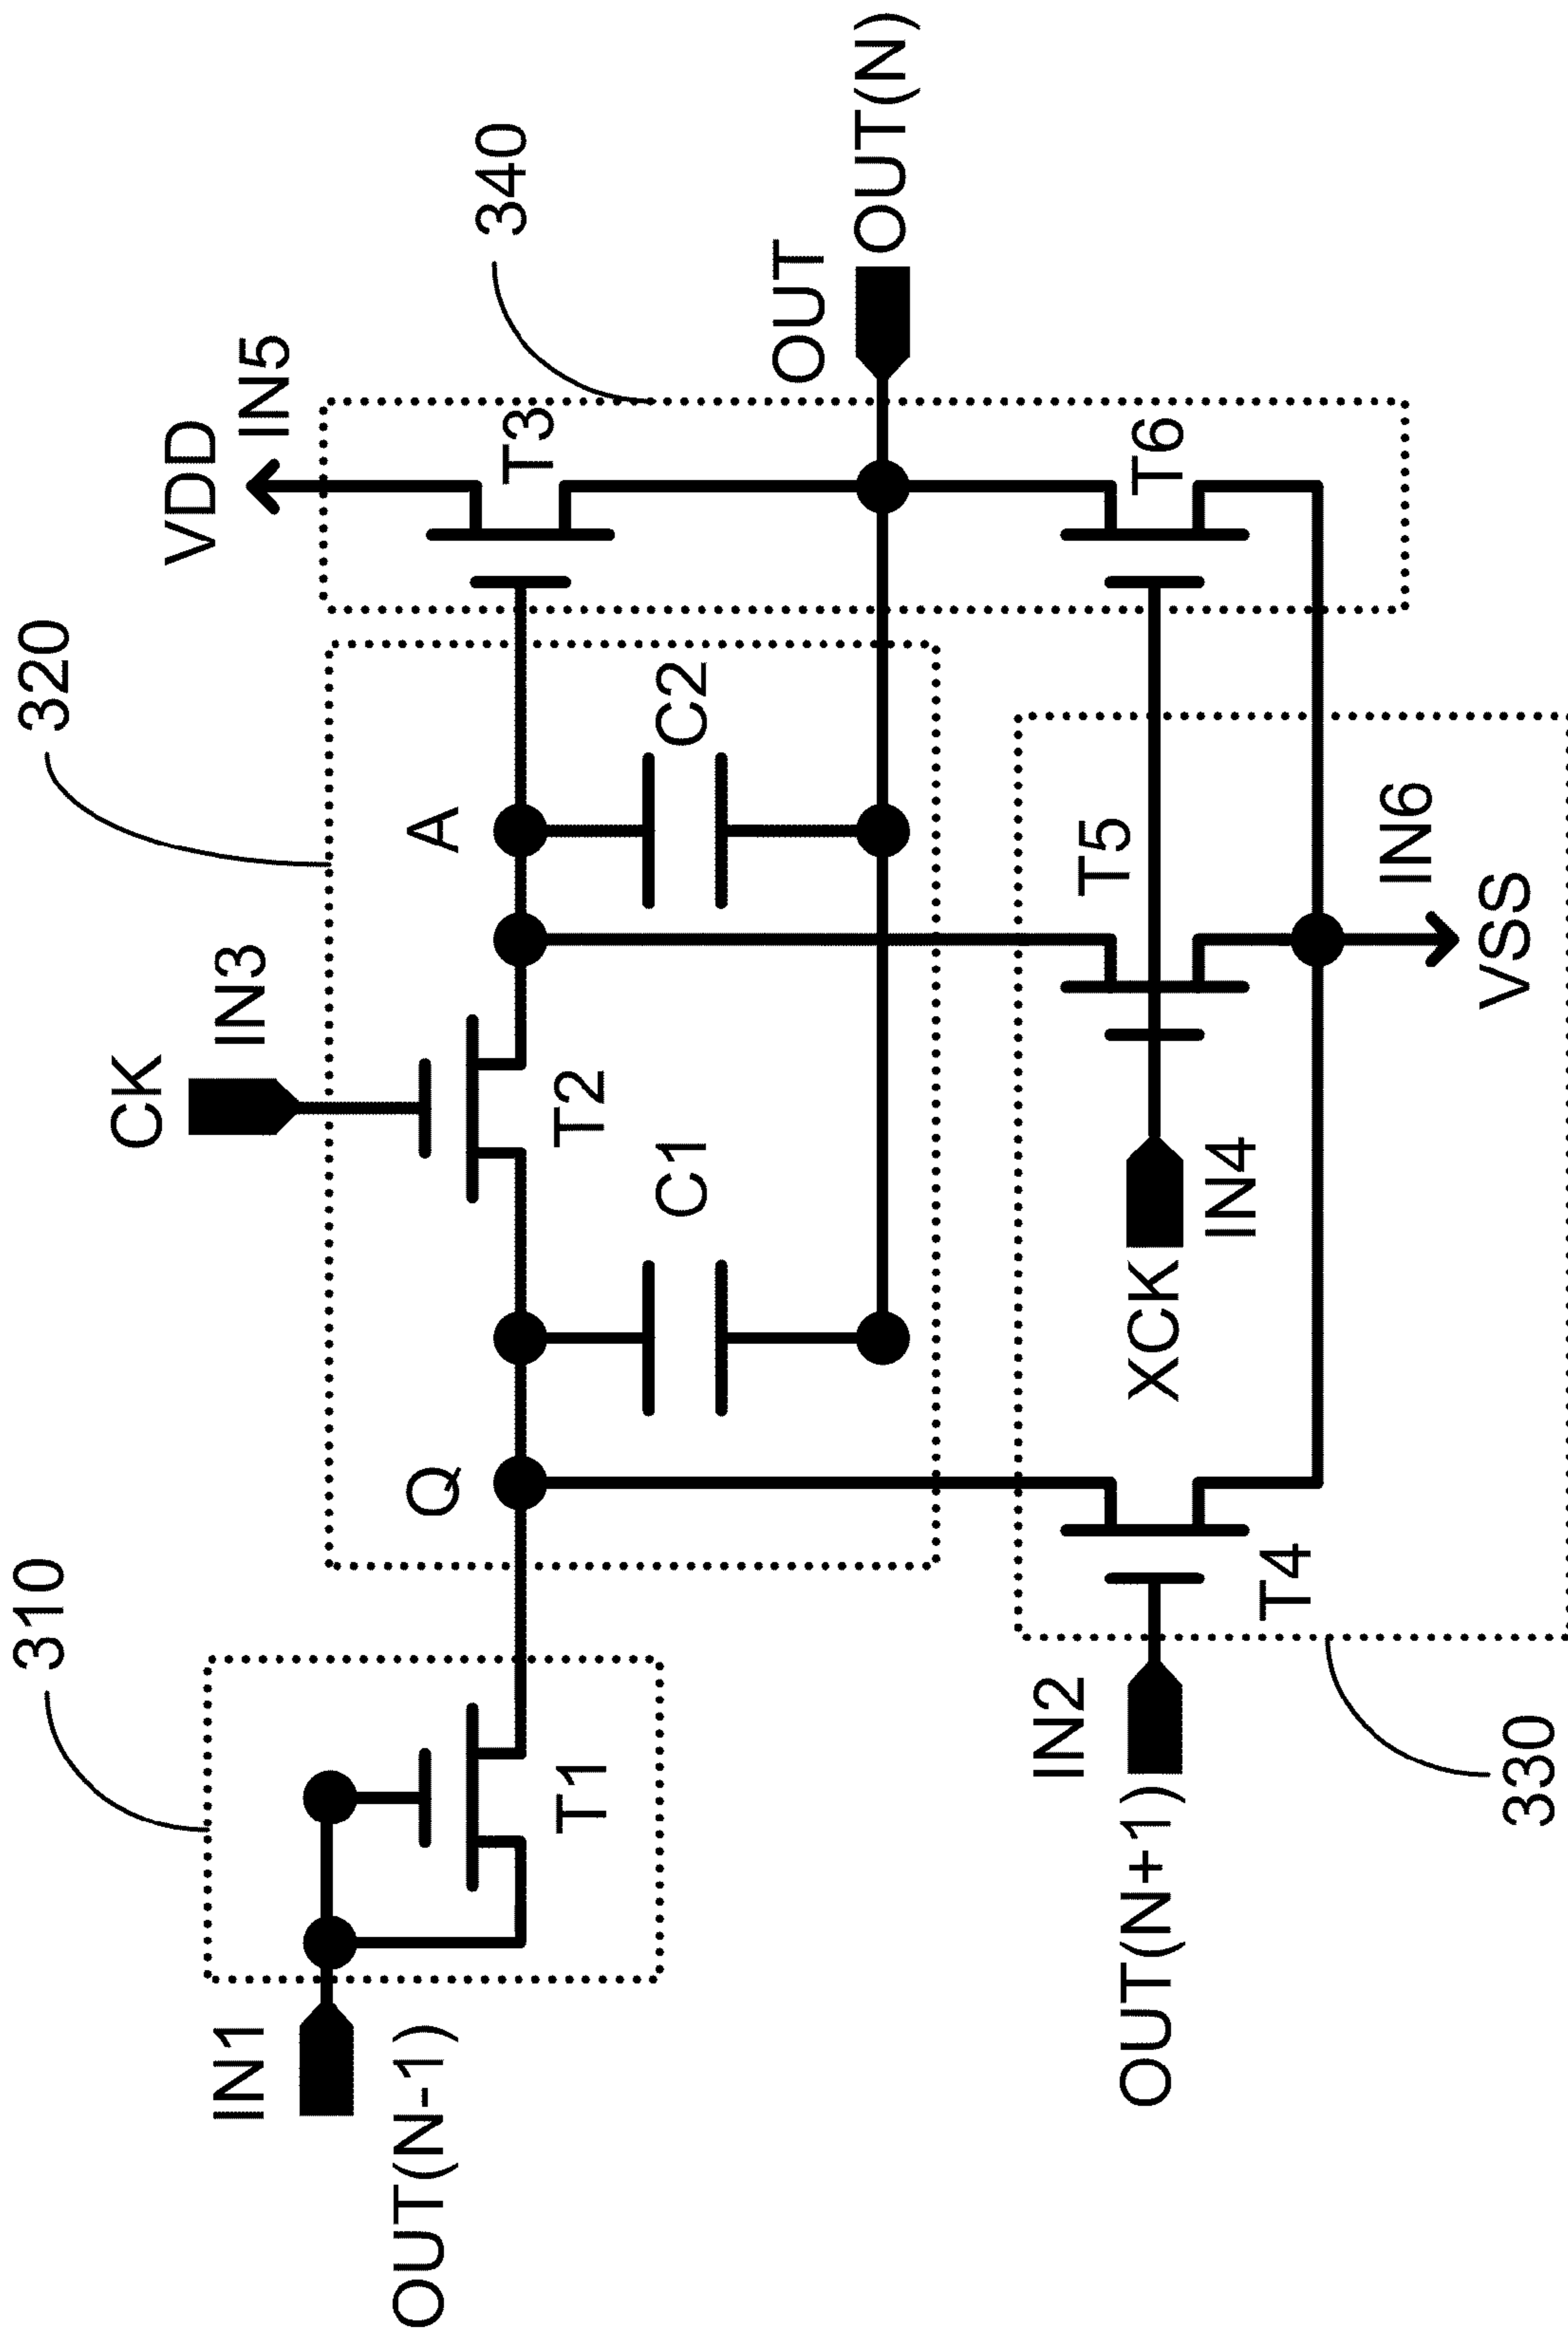 310
320
340
CK
IN3
VDD
IN5
IN1
OUT(N-1)
T1
Q
A
T2
T3
C1
C2
OUT
OUT(N)
IN2
OUT(N+1)
T4
XCK
IN4
T5
T6
IN6
VSS
330